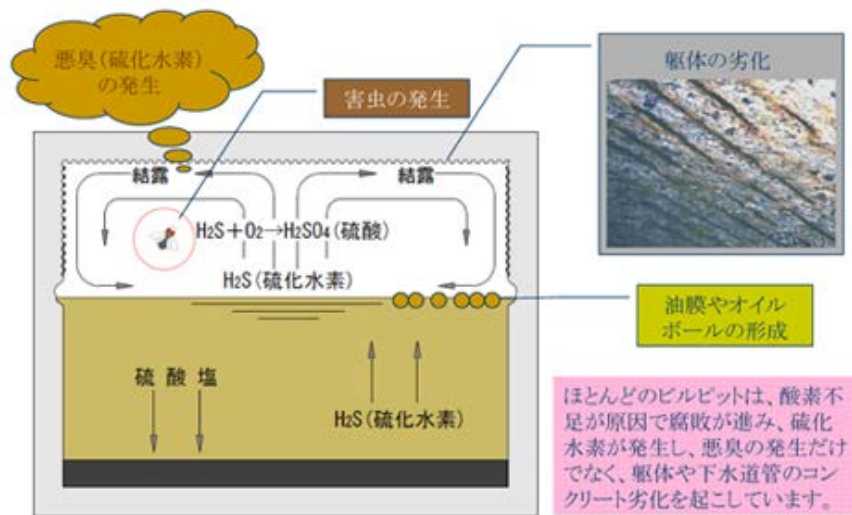 悪臭(硫化水素)
の発生
害虫の発生
躯体の劣化
結露
結露
H2S+O2→H2SO4(硫酸)
H2S(硫化水素)
油膜やオイル
ボールの形成
硫酸塩
H2S(硫化水素)
ほとんどのビルピットは、酸素不
足が原因で腐敗が進み、硫化
水素が発生し、悪臭の発生だけ
でなく、躯体や下水道管のコン
クリート劣化を起こしています。